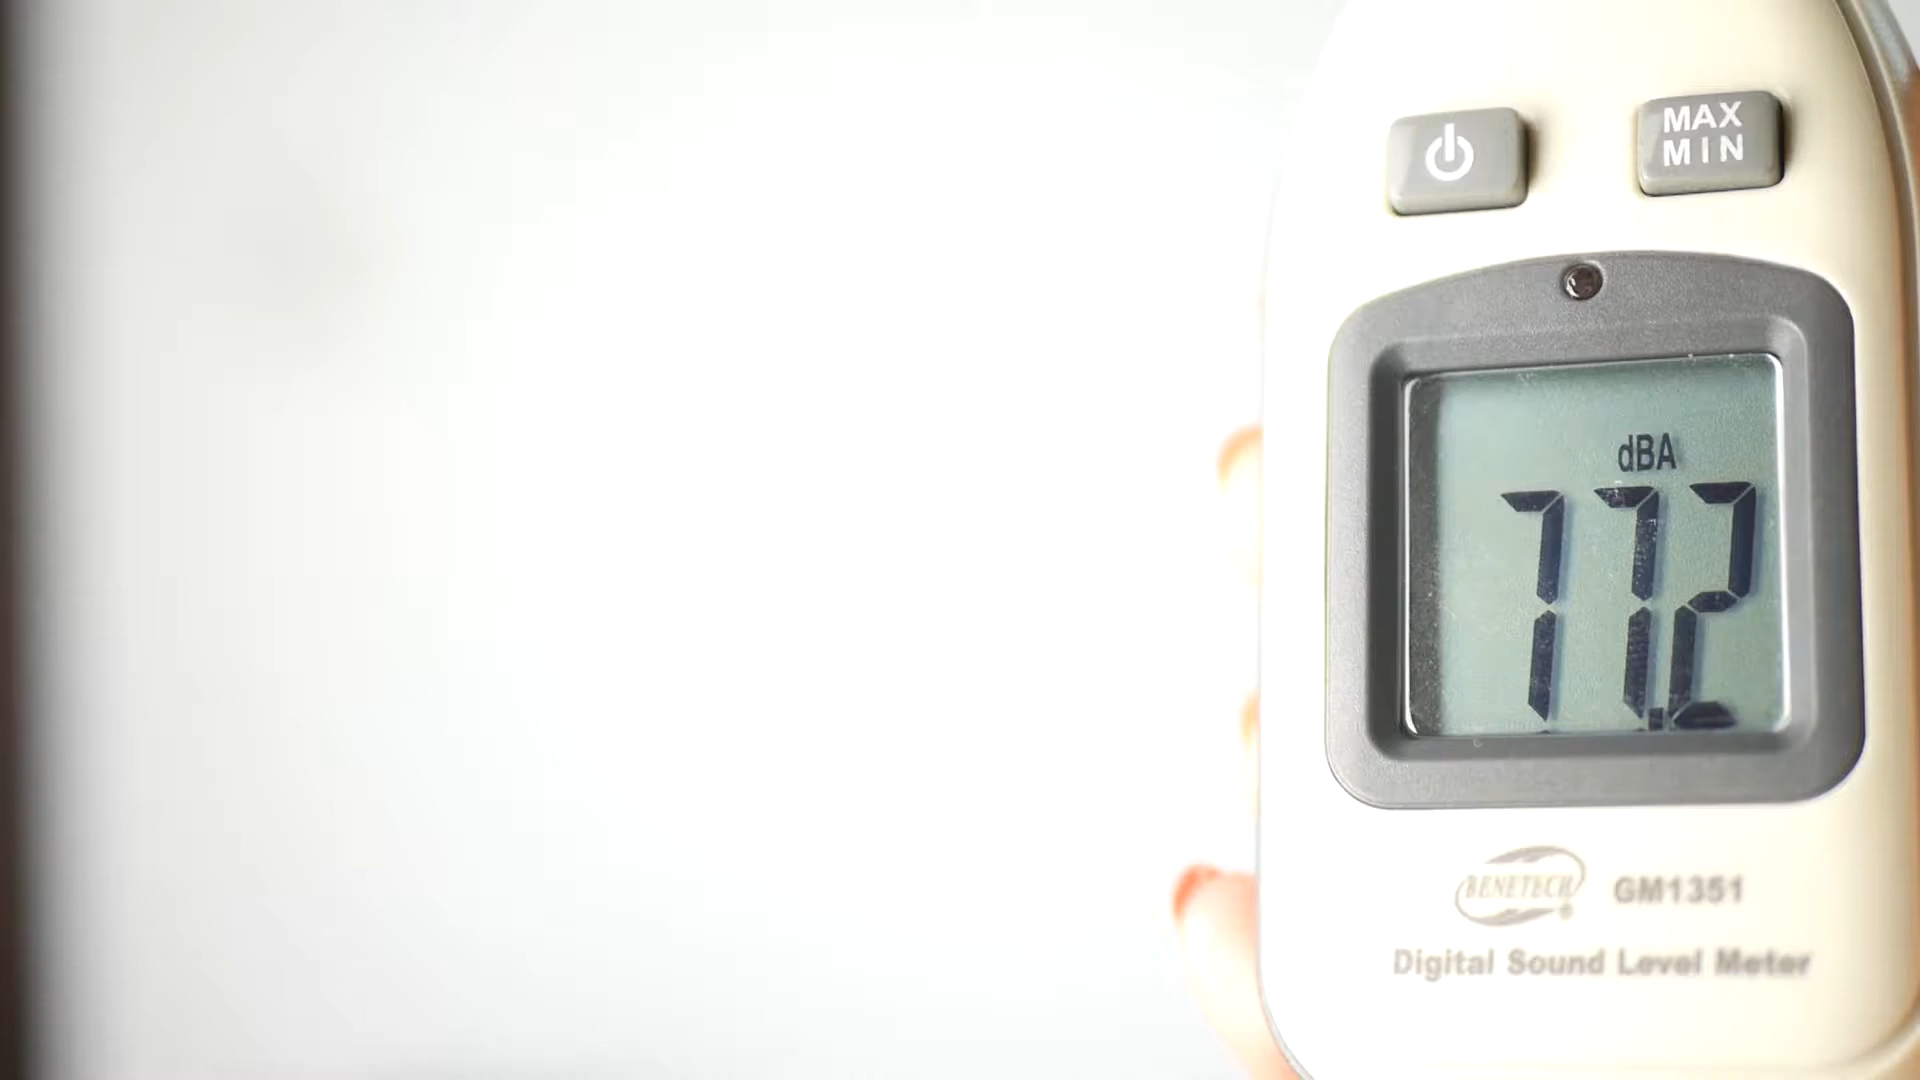 MAX
MIN
dBA
77.2
BENETECH® GM1351
Digital Sound Level Meter